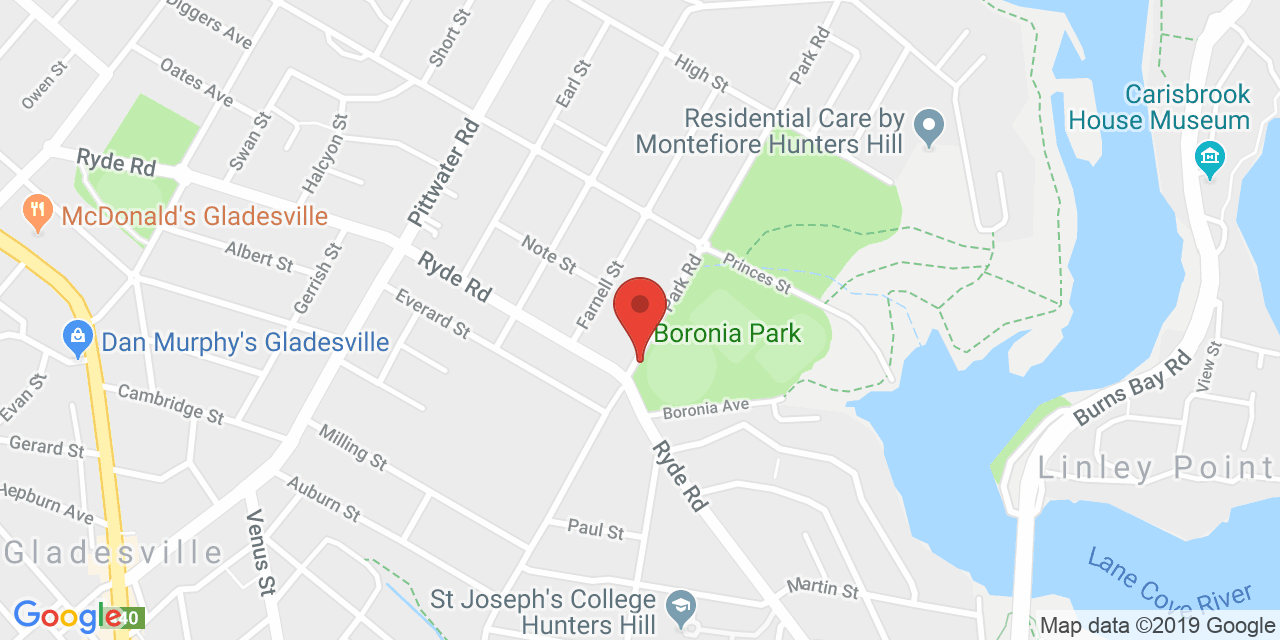 Diggers Ave
Short St
Park Rd
High St
Oates Ave
Owen St
Earl St
Carisbrook
House Museum
Residential Care by
Montefiore Hunters Hill
Swan St
Halcyon St
Pittwater Rd
Ryde Rd
McDonald's Gladesville
Albert St
Gerrish St
Note St
Ryde Rd
Farnell St
Park Rd
Princes St
Everard St
Boronia Park
Dan Murphy's Gladesville
View St
Burns Bay Rd
Evan St
Cambridge St
Boronia Ave
Gerard St
Milling St
Ryde Rd
Linley Point
Hepburn Ave
Auburn St
Venus St
Paul St
Gladesville
Lane Cove River
Martin St
St Joseph's College
Hunters Hill
Google
A40
Map data ©2019 Google